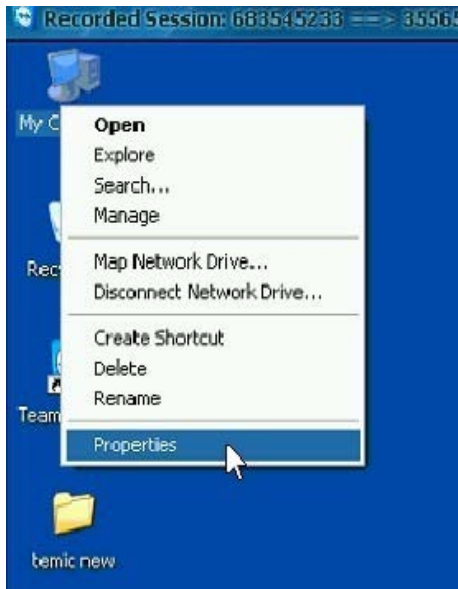 Recorded Session: 683545233 ==> 35565
My C
Open
Explore
Search...
Manage
Rec
Map Network Drive...
Disconnect Network Drive...
Create Shortcut
Delete
Rename
Team
Properties
temic new